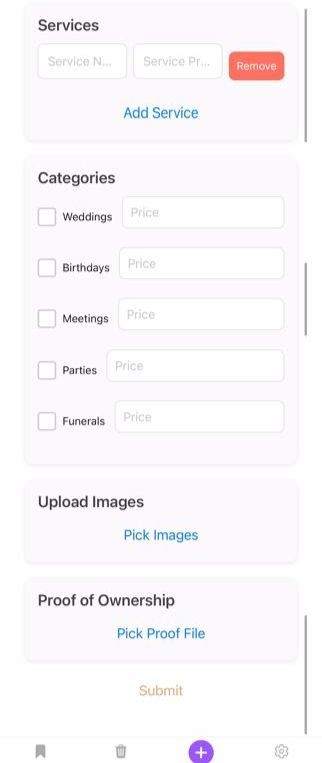 Services
Service N... Service Pr... Remove
Add Service
Categories
Weddings Price
Birthdays Price
Meetings Price
Parties Price
Funerals Price
Upload Images
Pick Images
Proof of Ownership
Pick Proof File
Submit